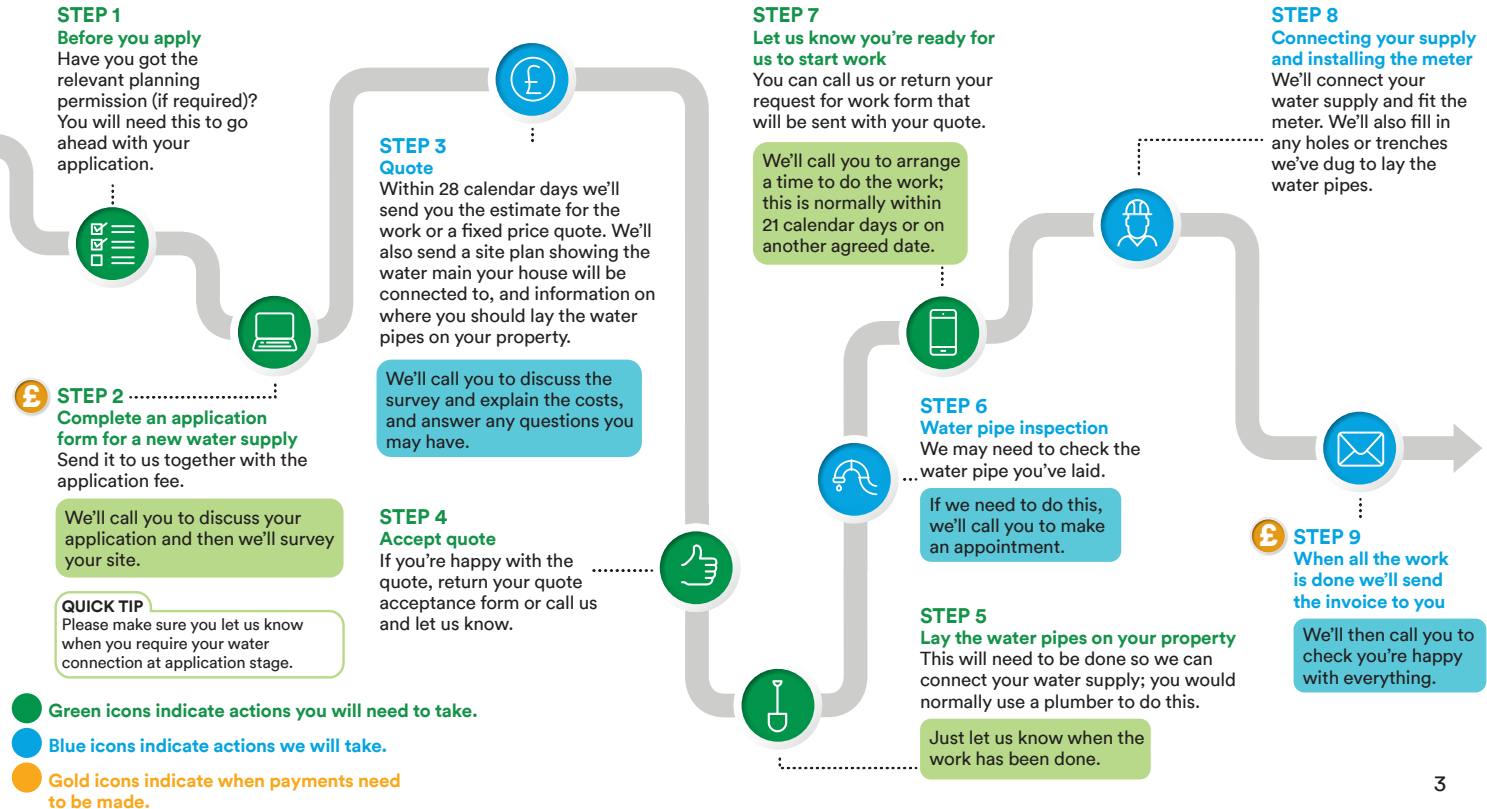 STEP 1
Before you apply
Have you got the
relevant planning
permission (if required)?
You will need this to go
ahead with your
application.
£ STEP 2
Complete an application
form for a new water supply
Send it to us together with the
application fee.
We’ll call you to discuss your
application and then we’ll survey
your site.
QUICK TIP
Please make sure you let us know
when you require your water
connection at application stage.
£
STEP 3
Quote
Within 28 calendar days we’ll
send you the estimate for the
work or a fixed price quote. We’ll
also send a site plan showing the
water main your house will be
connected to, and information on
where you should lay the water
pipes on your property.
We’ll call you to discuss the
survey and explain the costs,
and answer any questions you
may have.
STEP 4
Accept quote
If you’re happy with the
quote, return your quote
acceptance form or call us
and let us know.
STEP 5
Lay the water pipes on your property
This will need to be done so we can
connect your water supply; you would
normally use a plumber to do this.
Just let us know when the
work has been done.
STEP 6
Water pipe inspection
We may need to check the
water pipe you’ve laid.
If we need to do this,
we’ll call you to make
an appointment.
STEP 7
Let us know you’re ready for
us to start work
You can call us or return your
request for work form that
will be sent with your quote.
We’ll call you to arrange
a time to do the work;
this is normally within
21 calendar days or on
another agreed date.
STEP 8
Connecting your supply
and installing the meter
We’ll connect your
water supply and fit the
meter. We’ll also fill in
any holes or trenches
we’ve dug to lay the
water pipes.
£ STEP 9
When all the work
is done we’ll send
the invoice to you
We’ll then call you to
check you’re happy
with everything.
Green icons indicate actions you will need to take.
Blue icons indicate actions we will take.
Gold icons indicate when payments need
to be made.
3